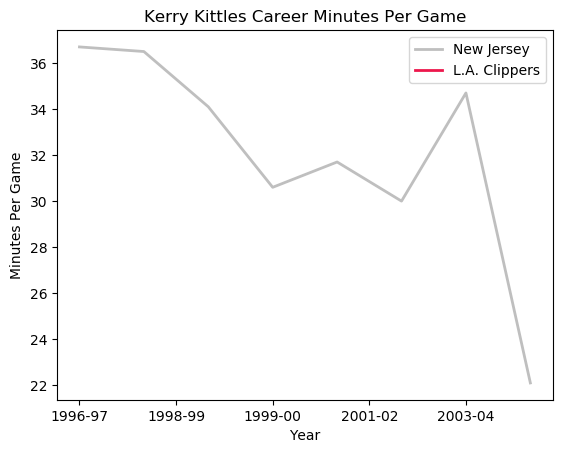 Kerry Kittles Career Minutes Per Game
New Jersey
L.A. Clippers
36
34
32
30
28
26
24
22
Minutes Per Game
1996-97 1998-99 1999-00 2001-02 2003-04
Year